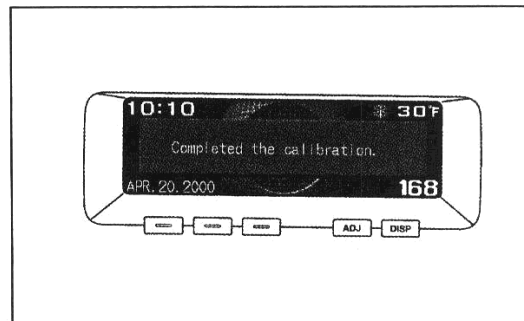 10:10 30°F
Completed the calibration.
APR. 20. 2000 168
ADJ DISP